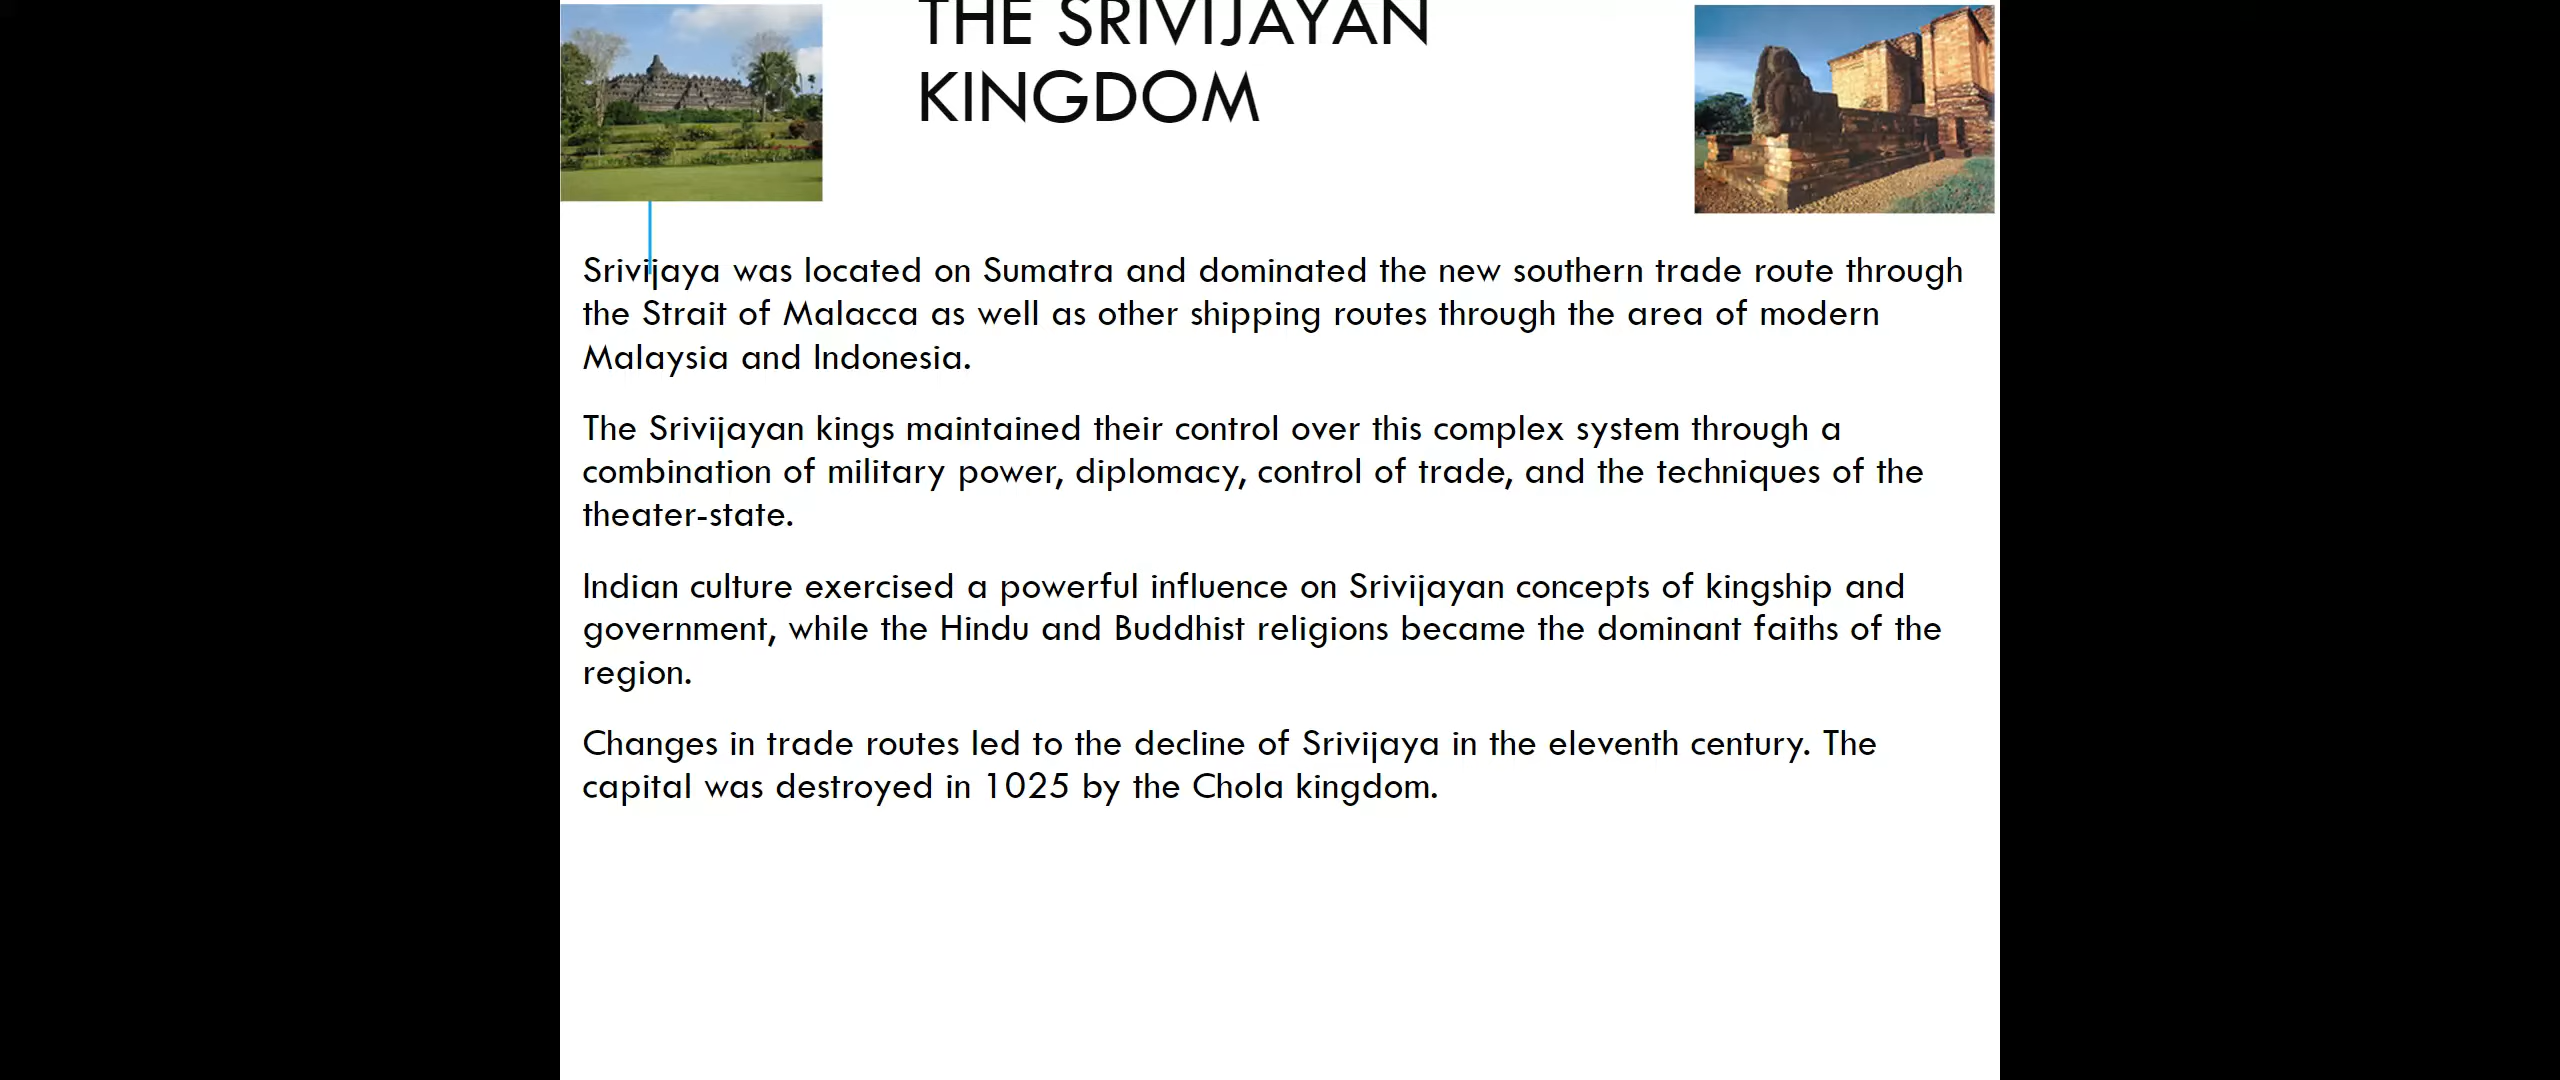 THE SRIVIJAYAN
KINGDOM
Srivijaya was located on Sumatra and dominated the new southern trade route through
the Strait of Malacca as well as other shipping routes through the area of modern
Malaysia and Indonesia.
The Srivijayan kings maintained their control over this complex system through a
combination of military power, diplomacy, control of trade, and the techniques of the
theater-state.
Indian culture exercised a powerful influence on Srivijayan concepts of kingship and
government, while the Hindu and Buddhist religions became the dominant faiths of the
region.
Changes in trade routes led to the decline of Srivijaya in the eleventh century. The
capital was destroyed in 1025 by the Chola kingdom.